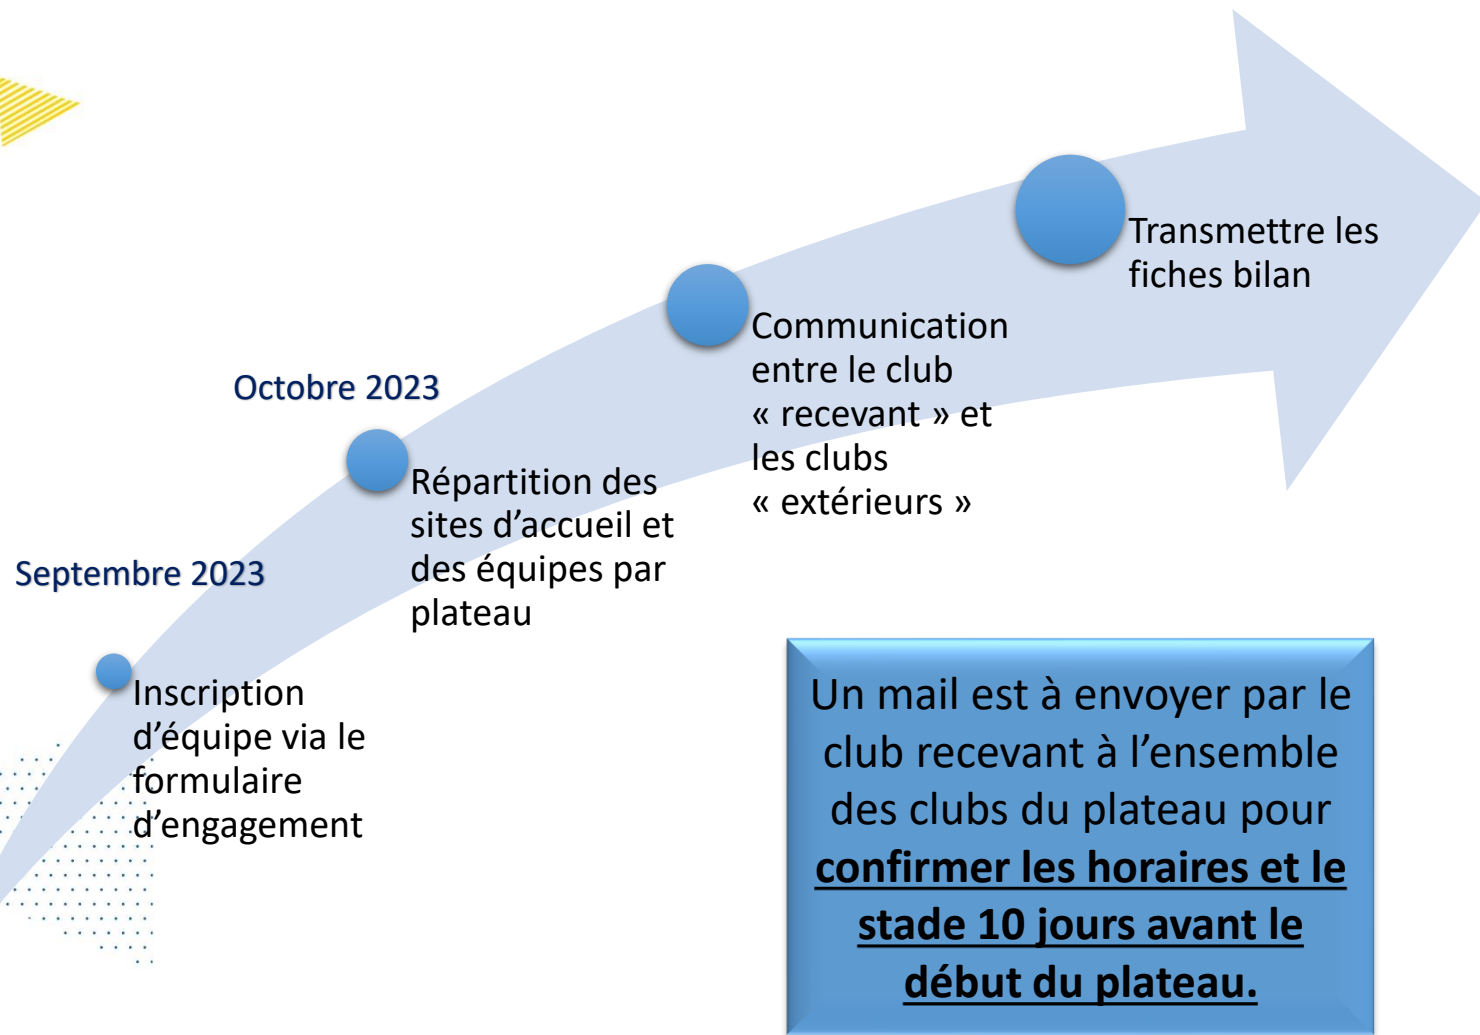 Septembre 2023
Inscription
d’équipe via le
formulaire
d’engagement
Octobre 2023
Répartition des
sites d’accueil et
des équipes par
plateau
Communication
entre le club
« recevant » et
les clubs
« extérieurs »
Transmettre les
fiches bilan
Un mail est à envoyer par le
club recevant à l’ensemble
des clubs du plateau pour
confirmer les horaires et le
stade 10 jours avant le
début du plateau.